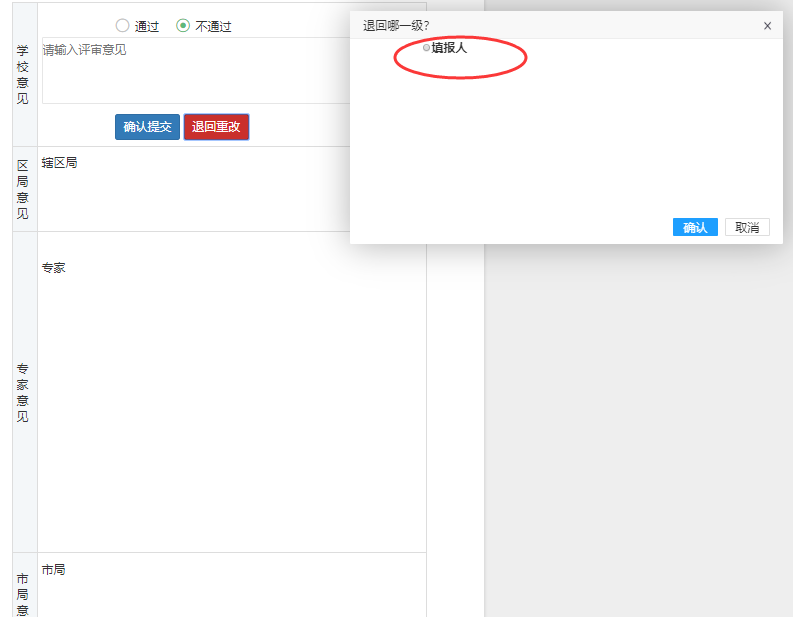 通过 不通过
学校意见
请输入评审意见
确认提交 退回重改
区局意见
辖区局
专家
专家意见
市局
市局意
退回哪一级?
×
填报人
确认 取消